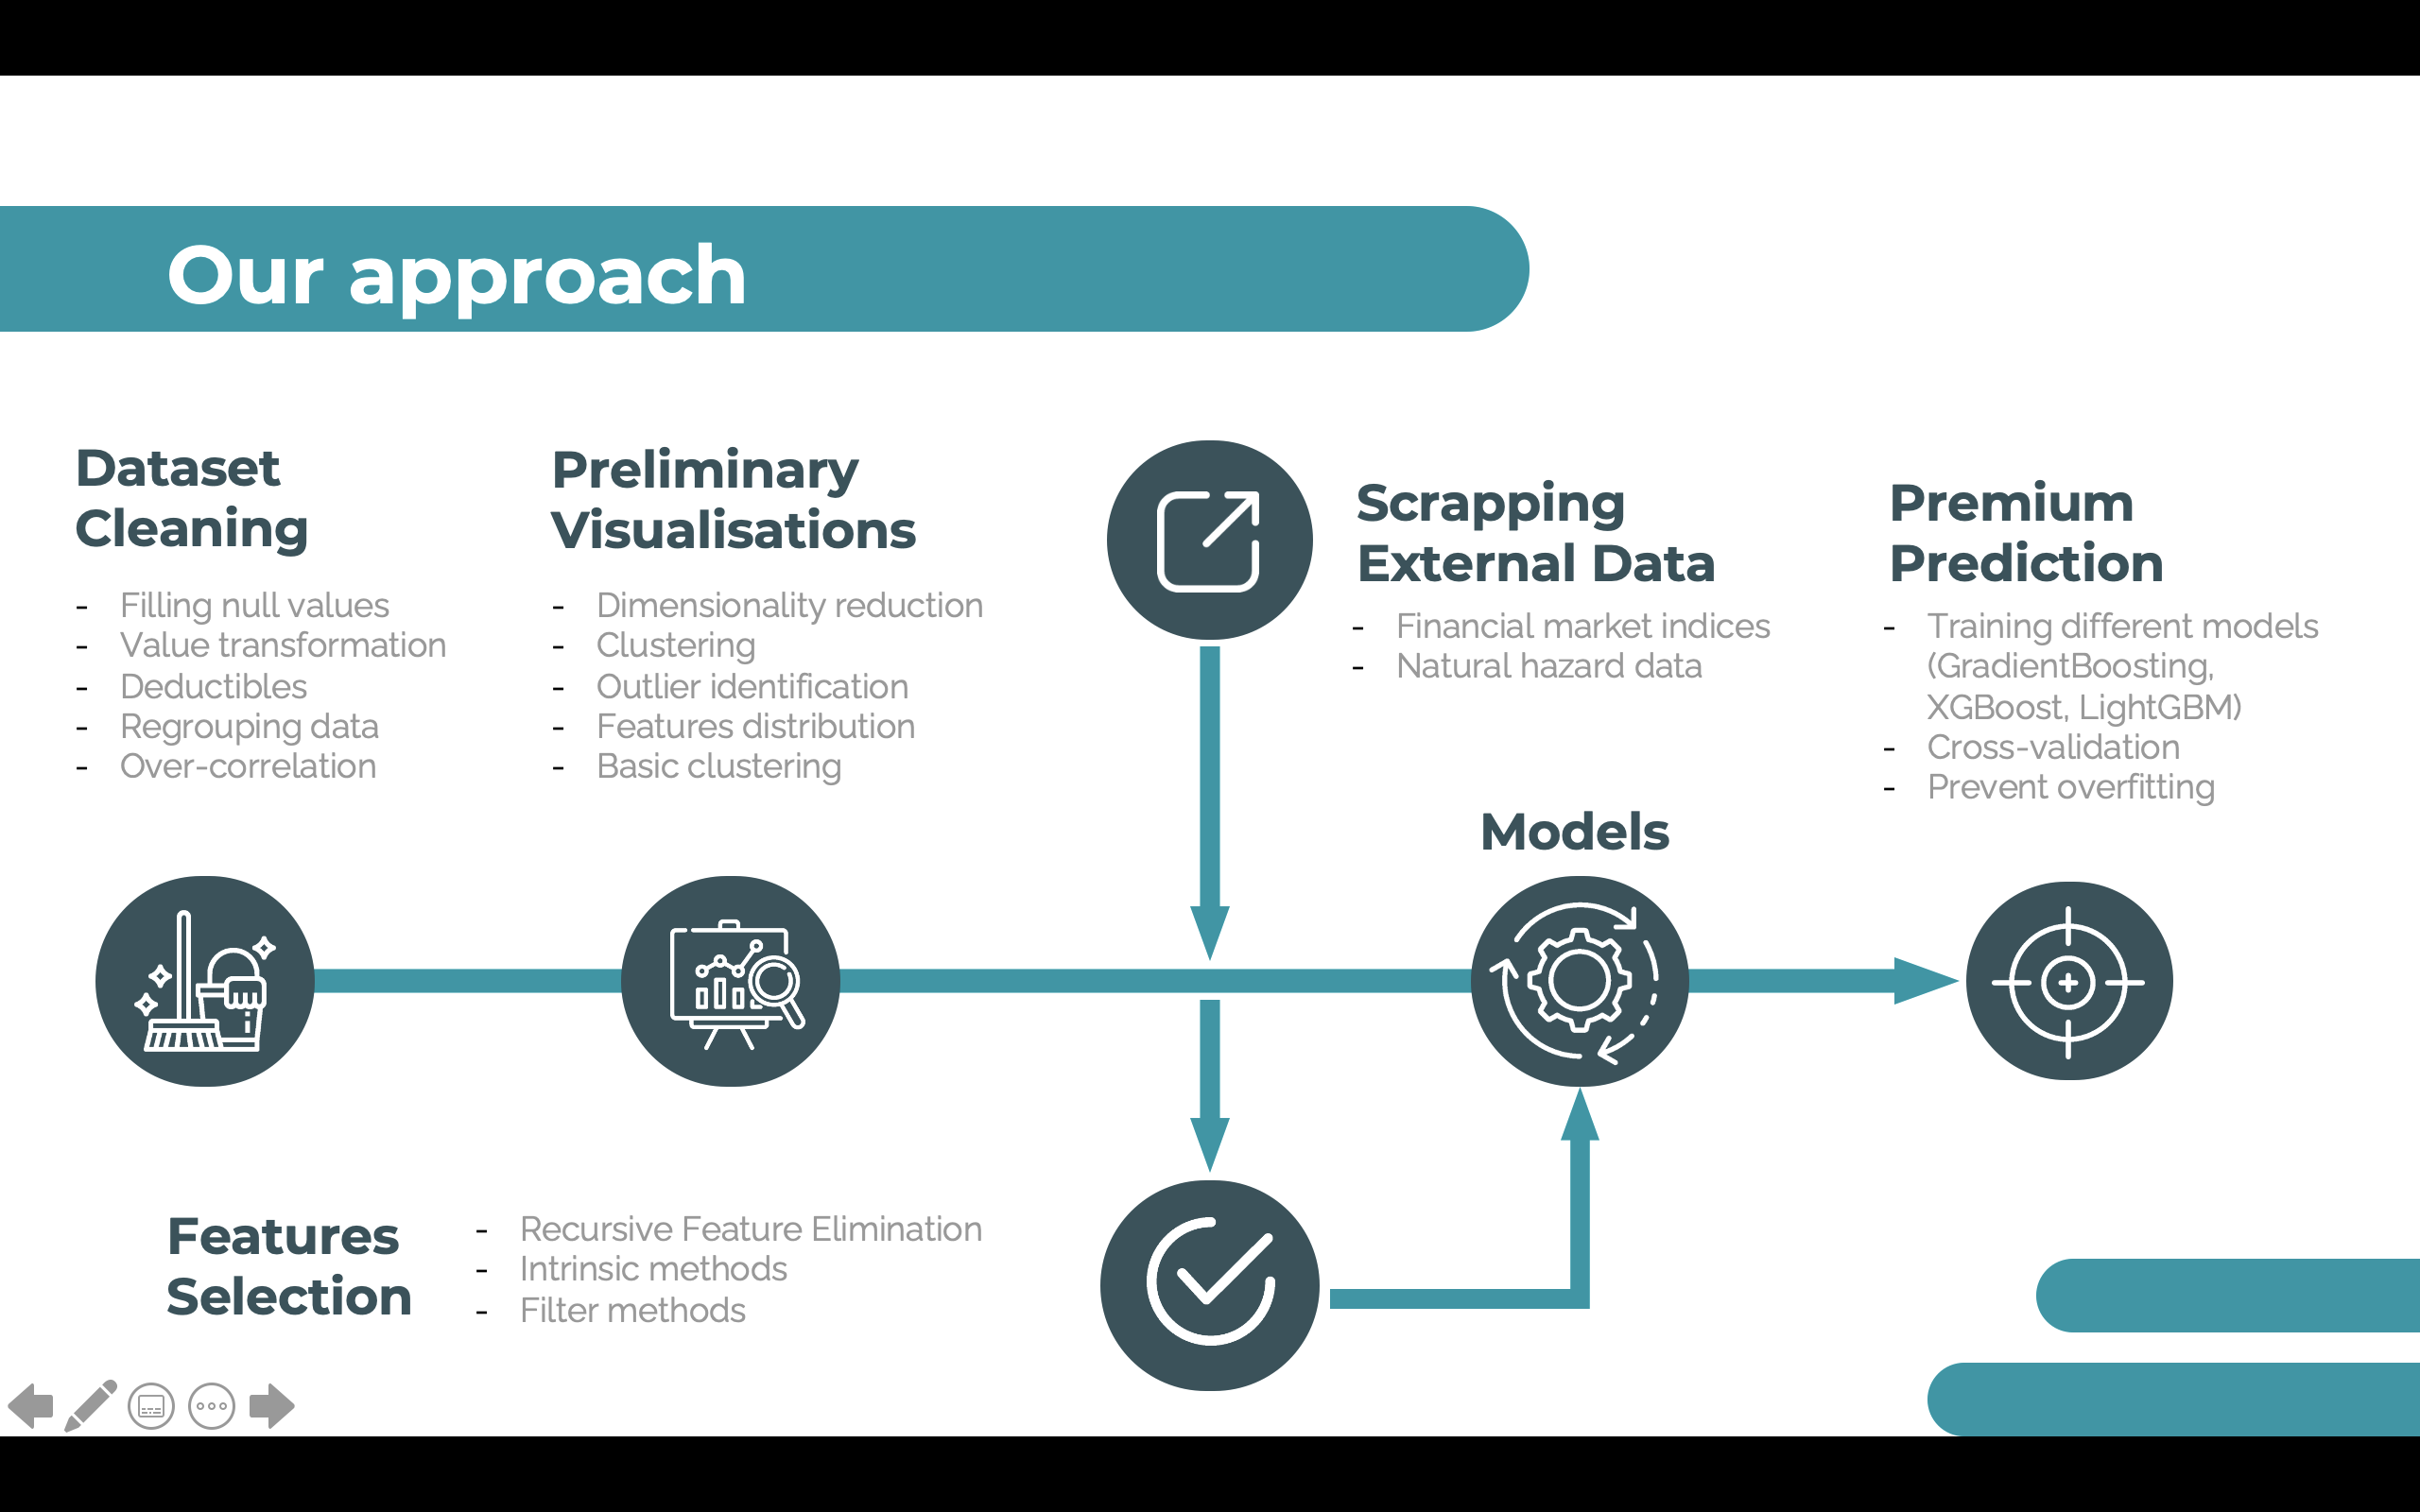 Our approach
Dataset
Cleaning
- Filling null values
- Value transformation
- Deductibles
- Regrouping data
- Over-correlation
Preliminary
Visualisations
- Dimensionality reduction
- Clustering
- Outlier identification
- Features distribution
- Basic clustering
Scrapping
External Data
- Financial market indices
- Natural hazard data
Premium
Prediction
- Training different models
(GradientBoosting,
XGBoost, LightGBM)
- Cross-validation
- Prevent overfitting
Models
Features
Selection
- Recursive Feature Elimination
- Intrinsic methods
- Filter methods